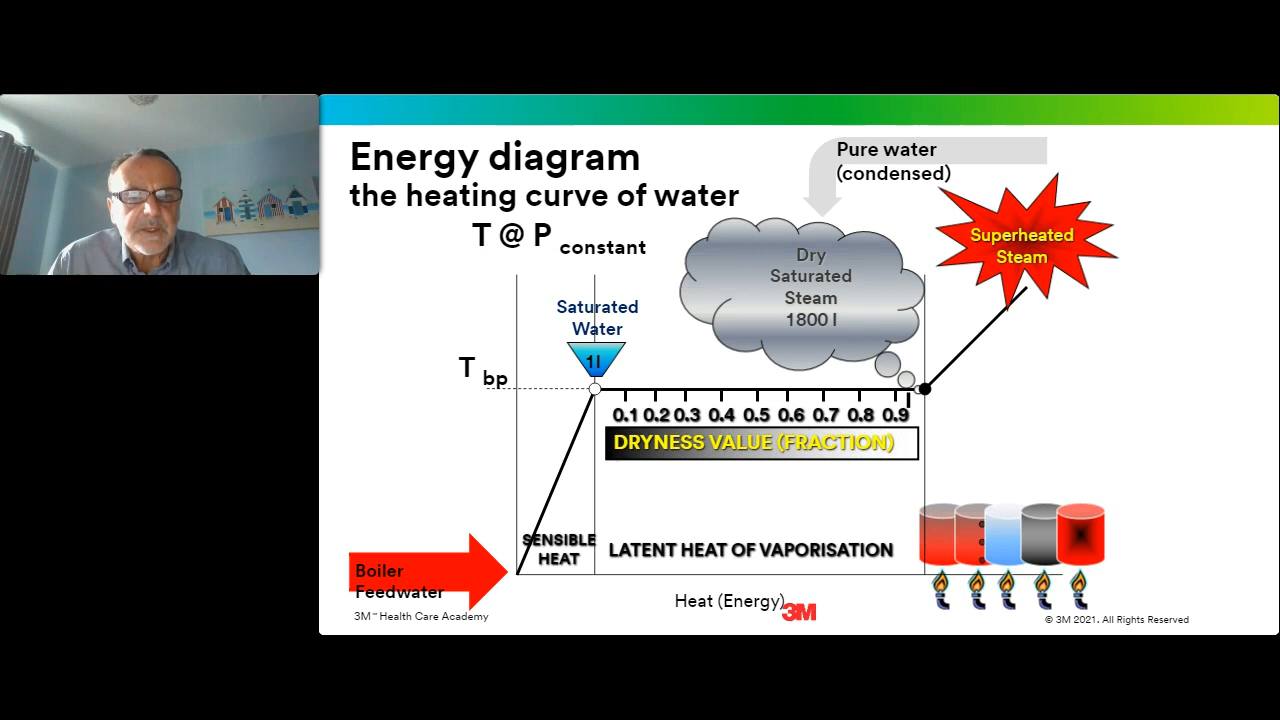 Energy diagram
the heating curve of water
T @ P constant
Pure water
(condensed)
Superheated
Steam
Dry
Saturated
Steam
1800 l
Saturated
Water
1l
T bp
0.1 0.2 0.3 0.4 0.5 0.6 0.7 0.8 0.9 1
DRYNESS VALUE (FRACTION)
SENSIBLE
HEAT
LATENT HEAT OF VAPORISATION
Boiler
Feedwater
Heat (Energy)
3M
3M™ Health Care Academy
© 3M 2021. All Rights Reserved